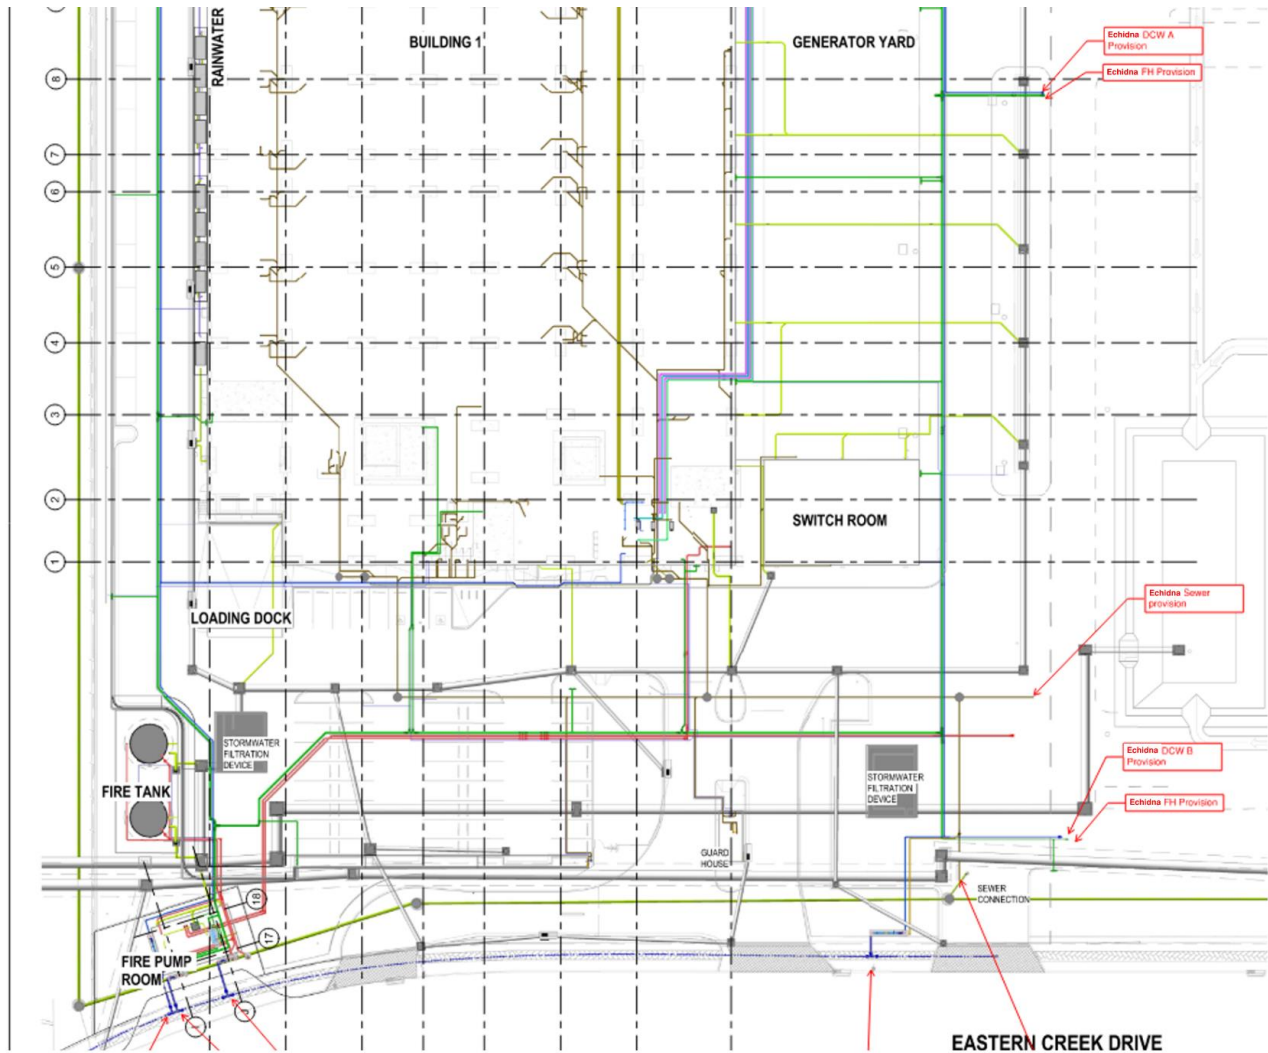 RAINWATER
BUILDING 1
GENERATOR YARD
Echidna DCW A
Provision
Echidna FH Provision
8
7
6
5
4
3
2
1
SWITCH ROOM
LOADING DOCK
Echidna Sewer
provision
STORMWATER
FILTRATION
DEVICE
FIRE TANK
STORMWATER
FILTRATION
DEVICE
Echidna DCW B
Provision
Echidna FH Provision
GUARD
HOUSE
SEWER
CONNECTION
18
17
FIRE PUMP
ROOM
J
EASTERN CREEK DRIVE